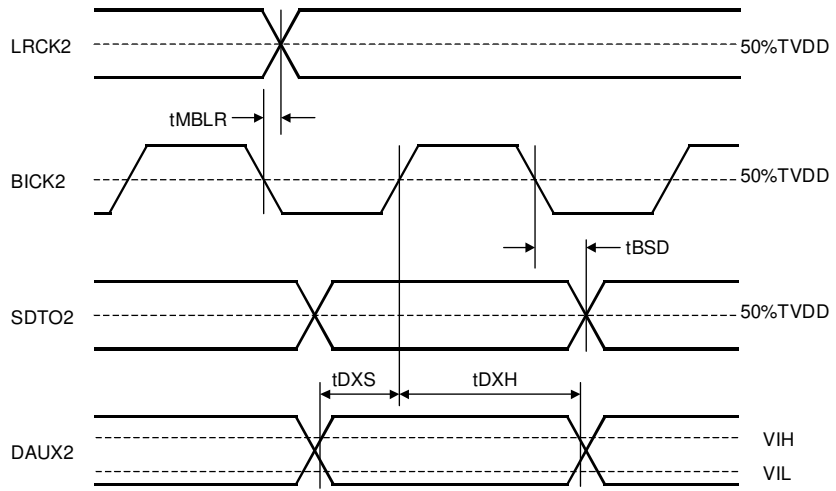 LRCK2
50%TVDD
tMBLR
BICK2
50%TVDD
tBSD
SDTO2
50%TVDD
tDXS
tDXH
VIH
DAUX2
VIL